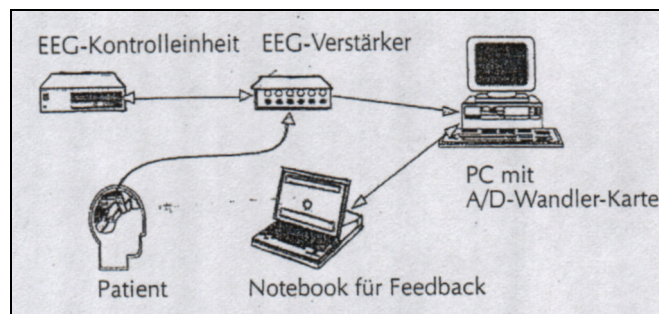 EEG-Kontrolleinheit
EEG-Verstärker
PC mit
A/D-Wandler-Karte
Patient
Notebook für Feedback